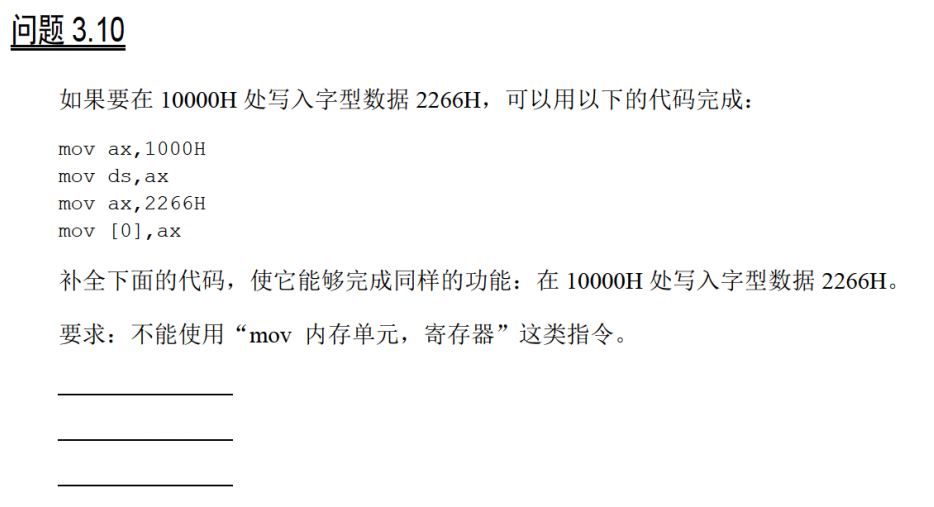 问题 3.10
如果要在 10000H 处写入字型数据 2266H，可以用以下的代码完成：
mov ax,1000H
mov ds,ax
mov ax,2266H
mov [0],ax
补全下面的代码，使它能够完成同样的功能：在 10000H 处写入字型数据 2266H。
要求：不能使用“mov 内存单元，寄存器”这类指令。